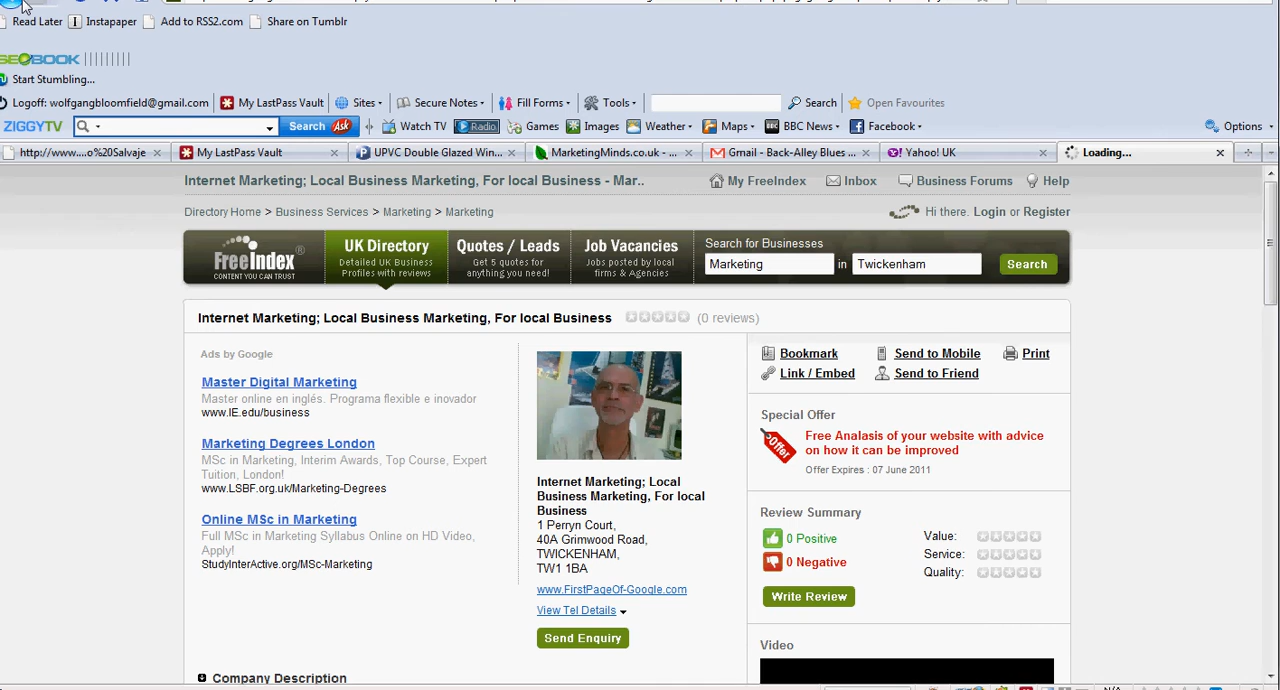 Read Later Instapaper Add to RSS2.com Share on Tumblr
SEOBOOK
Start Stumbling...
Logoff: wolfgangbloomfield@gmail.com My LastPass Vault Sites Secure Notes Fill Forms Tools Search Open Favourites
ZIGGYTV Search Ask Watch TV Radio Games Images Weather Maps BBC BBC News Facebook Options
http://www....o%20Salvaje My LastPass Vault UPVC Double Glazed Win... MarketingMinds.co.uk - ... Gmail - Back-Alley Blues ... Yahoo! UK Loading...
Internet Marketing; Local Business Marketing, For local Business - Mar.. My FreeIndex Inbox Business Forums Help
Directory Home > Business Services > Marketing > Marketing Hi there. Login or Register
FreeIndex®
CONTENT YOU CAN TRUST
UK Directory
Detailed UK Business
Profiles with reviews
Quotes / Leads
Get 5 quotes for
anything you need!
Job Vacancies
Jobs posted by local
firms & Agencies
Search for Businesses
Marketing in Twickenham Search
Internet Marketing; Local Business Marketing, For local Business (0 reviews)
Ads by Google
Master Digital Marketing
Master online en inglés. Programa flexible e inovador
www.IE.edu/business
Marketing Degrees London
MSc in Marketing, Interim Awards, Top Course, Expert
Tuition, London!
www.LSBF.org.uk/Marketing-Degrees
Online MSc in Marketing
Full MSc in Marketing Syllabus Online on HD Video,
Apply!
StudyInterActive.org/MSc-Marketing
Internet Marketing; Local
Business Marketing, For local
Business
1 Perryn Court,
40A Grimwood Road,
TWICKENHAM,
TW1 1BA
www.FirstPageOf-Google.com
View Tel Details
Send Enquiry
Bookmark Send to Mobile Print
Link / Embed Send to Friend
Special Offer
Offer
Free Analasis of your website with advice
on how it can be improved
Offer Expires : 07 June 2011
Review Summary
0 Positive
0 Negative
Value:
Service:
Quality:
Write Review
Video
Company Description